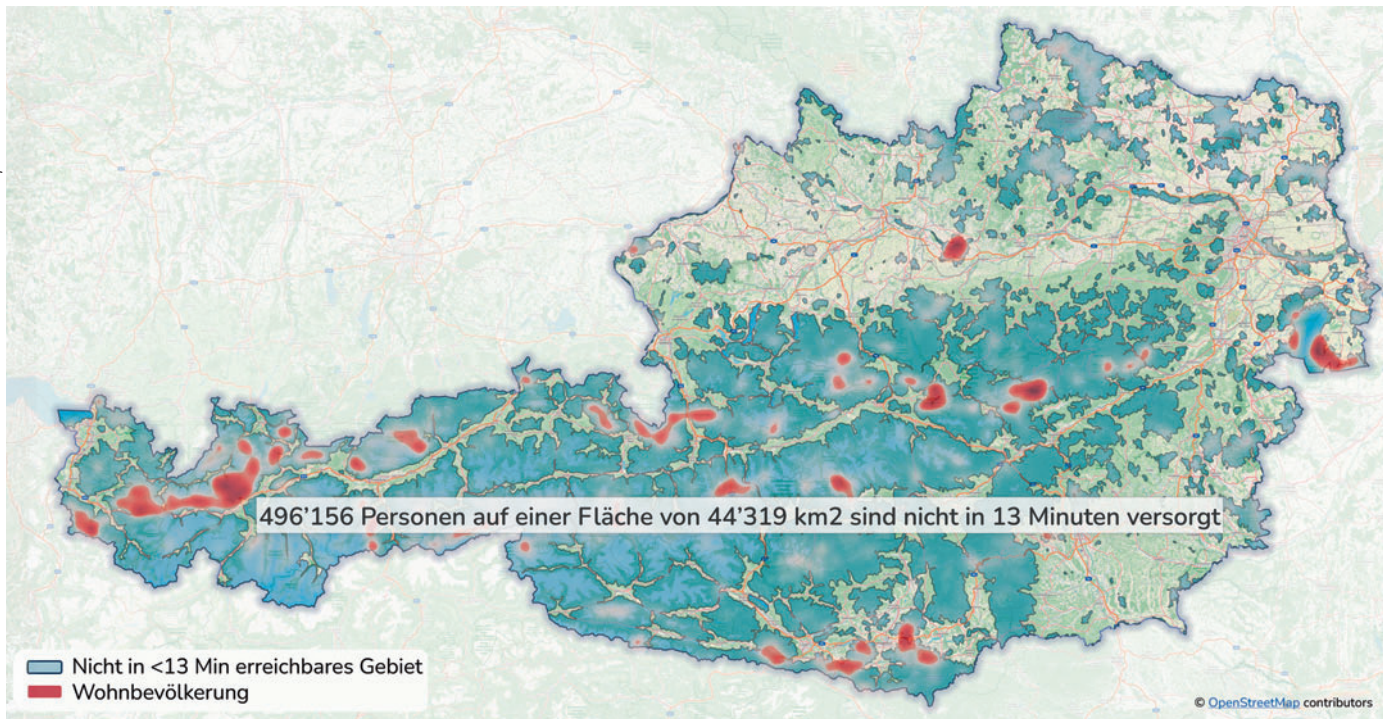 496'156 Personen auf einer Fläche von 44'319 km2 sind nicht in 13 Minuten versorgt
Nicht in <13 Min erreichbares Gebiet
Wohnbevölkerung
© OpenStreetMap contributors